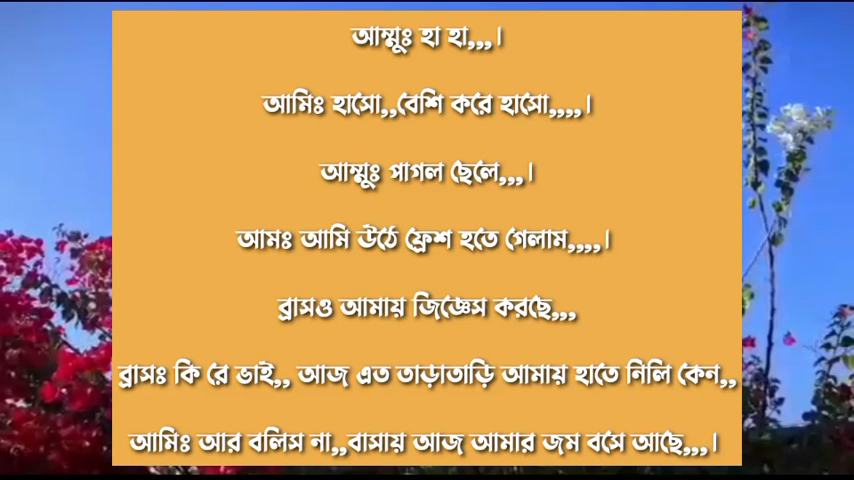 আম্মুঃ হা হা,,,।
আমিঃ হাসো,,বেশি করে হাসো,,,,।
আম্মুঃ পাগল ছেলে,,,।
আমঃ আমি উঠে ফ্রেশ হতে গেলাম,,,,।
ব্রাসও আমায় জিজ্ঞেস করছে,,,
ব্রাসঃ কি রে ভাই,, আজ এত তাড়াতাড়ি আমায় হাতে নিলি কেন,,
আমিঃ আর বলিস না,,বাসায় আজ আমার জম বসে আছে,,,।